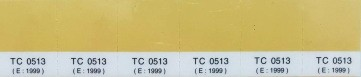 TC 0513 TC 0513 TC 0513 TC 0513 TC 0513 TC 0513
(E : 1999) (E : 1999) (E : 1999) (E : 1999) (E : 1999) (E : 1999)